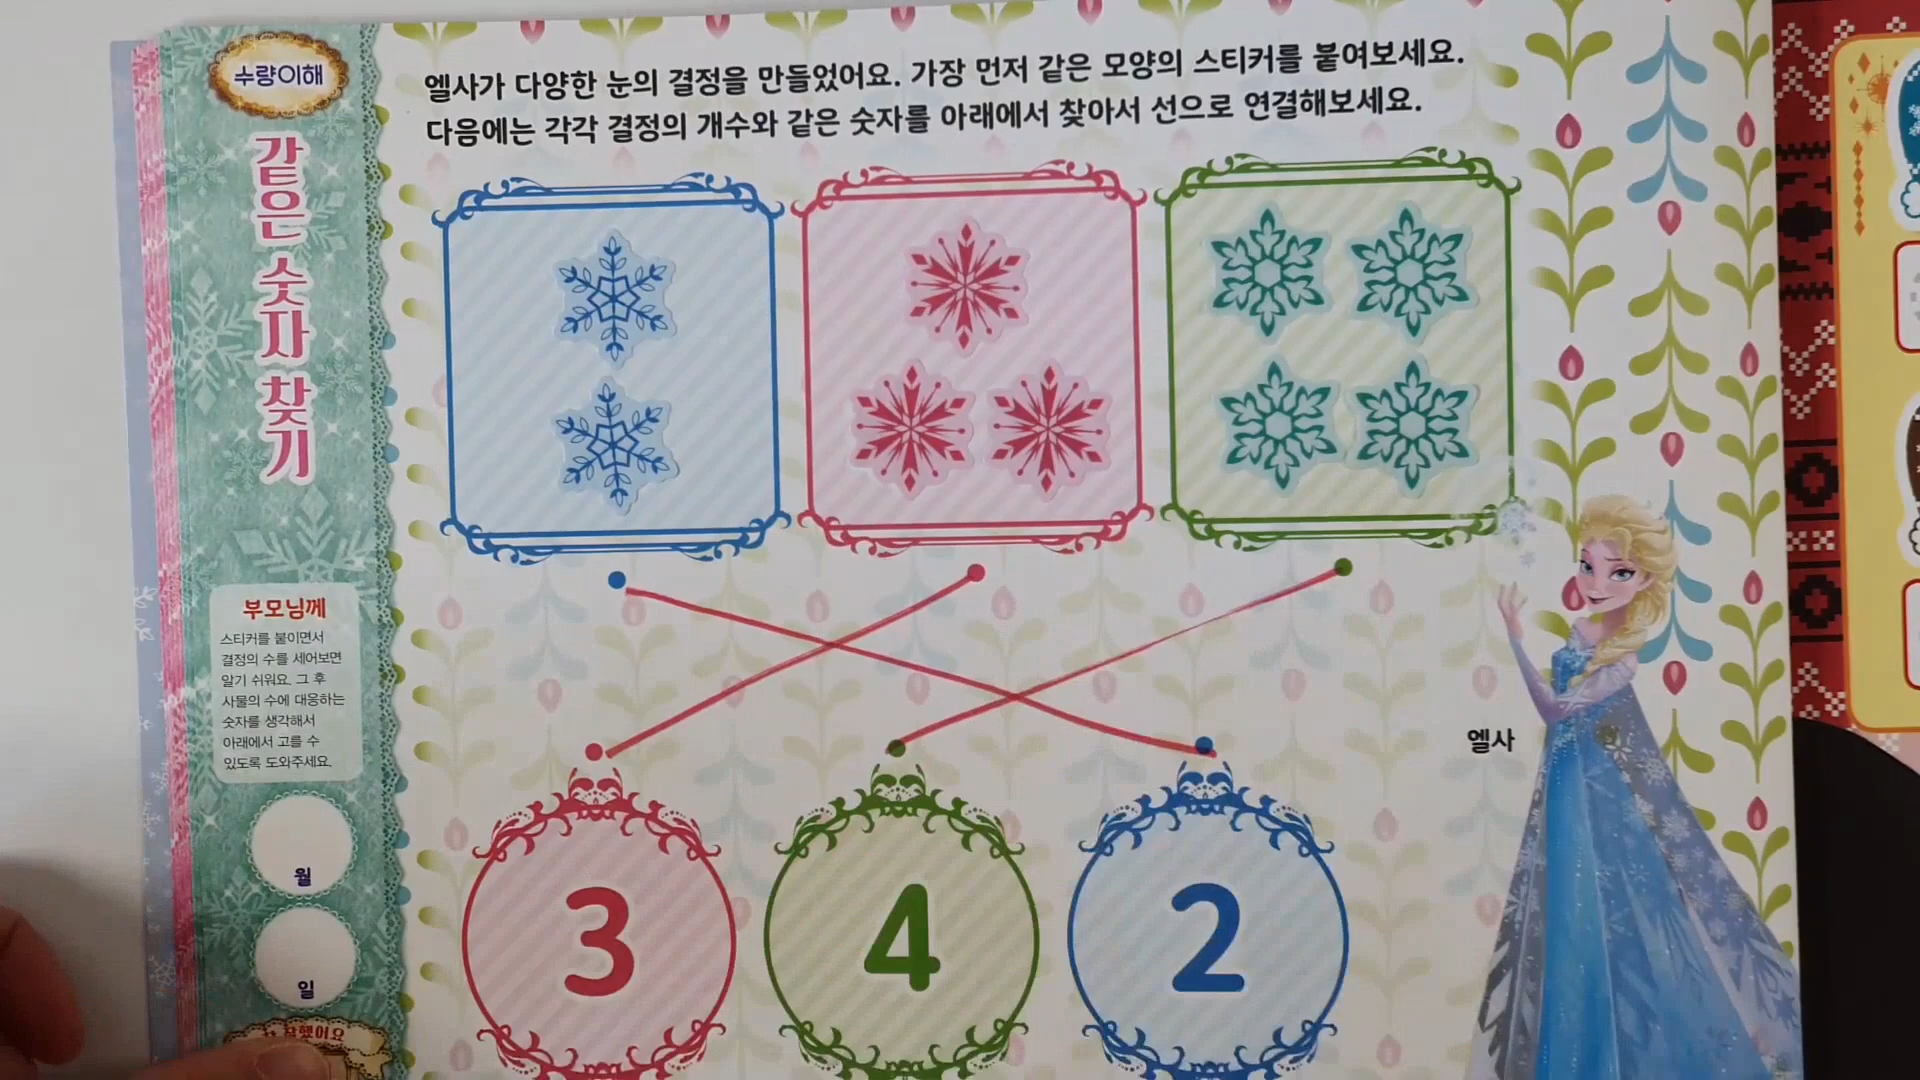 수량이해
같은 숫자 찾기
엘사가 다양한 눈의 결정을 만들었어요. 가장 먼저 같은 모양의 스티커를 붙여보세요.
다음에는 각각 결정의 개수와 같은 숫자를 아래에서 찾아서 선으로 연결해보세요.
부모님께
스티커를 붙이면서
결정의 수를 세어보면
알기 쉬워요. 그 후
사물의 수에 대응하는
숫자를 생각해서
아래에서 고를 수
있도록 도와주세요.
엘사
월
일
3
4
2